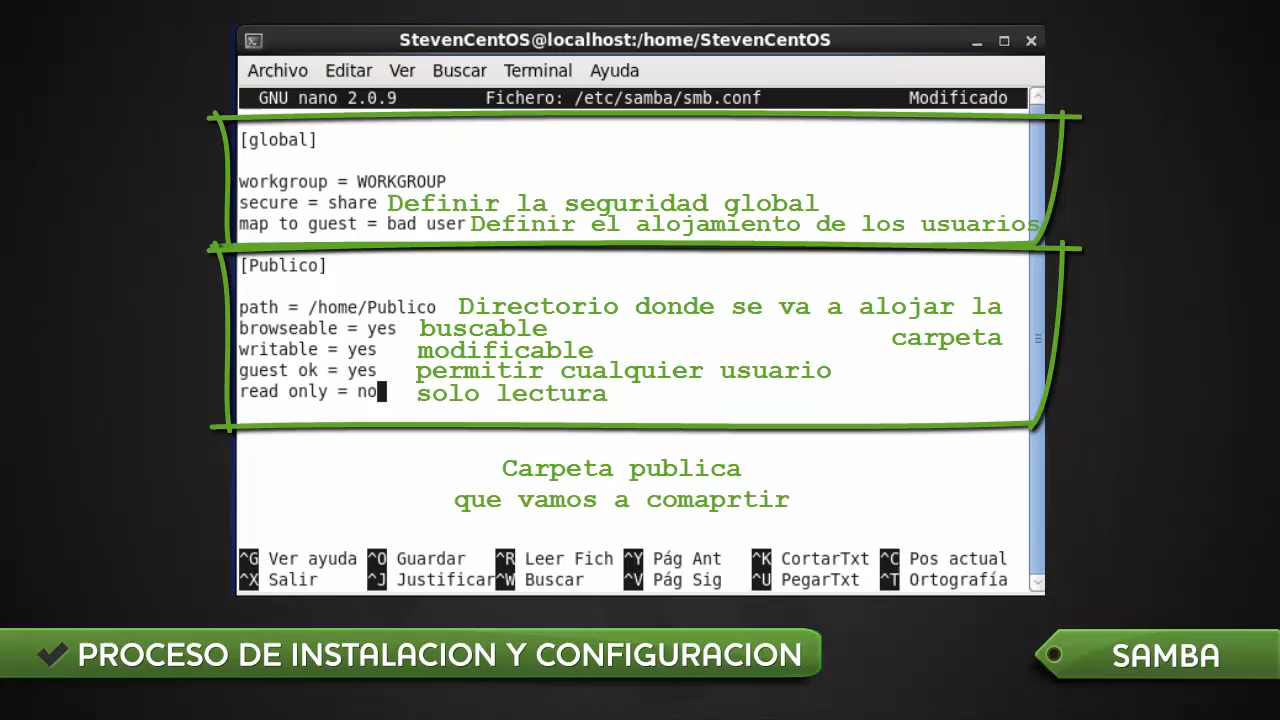 StevenCentOS@localhost:/home/StevenCentOS
Archivo Editar Ver Buscar Terminal Ayuda
GNU nano 2.0.9 Fichero: /etc/samba/smb.conf Modificado
[global]
workgroup = WORKGROUP
secure = share Definir la seguridad global
map to guest = bad user Definir el alojamiento de los usuarios
[Publico]
path = /home/Publico Directorio donde se va a alojar la
carpeta
browseable = yes buscable
writable = yes modificable
guest ok = yes permitir cualquier usuario
read only = no solo lectura
Carpeta publica
que vamos a comaprtir
^G Ver ayuda ^O Guardar ^R Leer Fich ^Y Pág Ant ^K CortarTxt ^C Pos actual
^X Salir ^J Justificar ^W Buscar ^V Pág Sig ^U PegarTxt ^T Ortografía
PROCESO DE INSTALACION Y CONFIGURACION
SAMBA